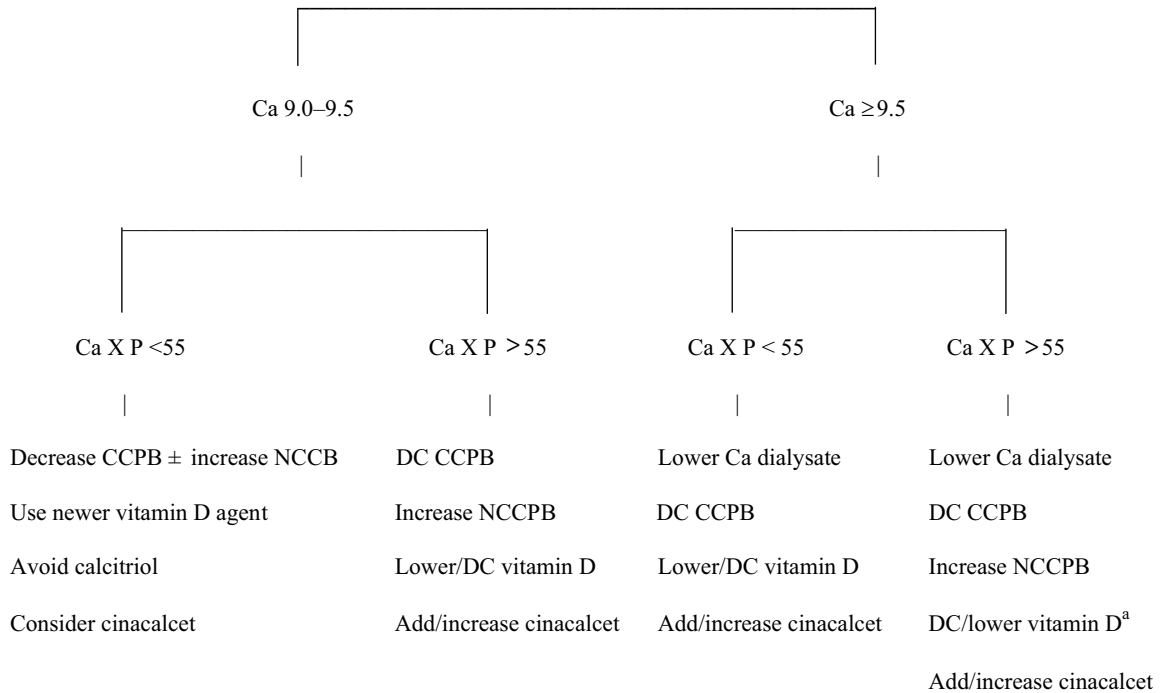 Ca 9.0–9.5
Ca ≥9.5
Ca X P <55
Ca X P >55
Ca X P < 55
Ca X P >55
Decrease CCPB ± increase NCCB
Use newer vitamin D agent
Avoid calcitriol
Consider cinacalcet
DC CCPB
Increase NCCPB
Lower/DC vitamin D
Add/increase cinacalcet
Lower Ca dialysate
DC CCPB
Lower/DC vitamin D
Add/increase cinacalcet
Lower Ca dialysate
DC CCPB
Increase NCCPB
DC/lower vitamin Dᵃ
Add/increase cinacalcet